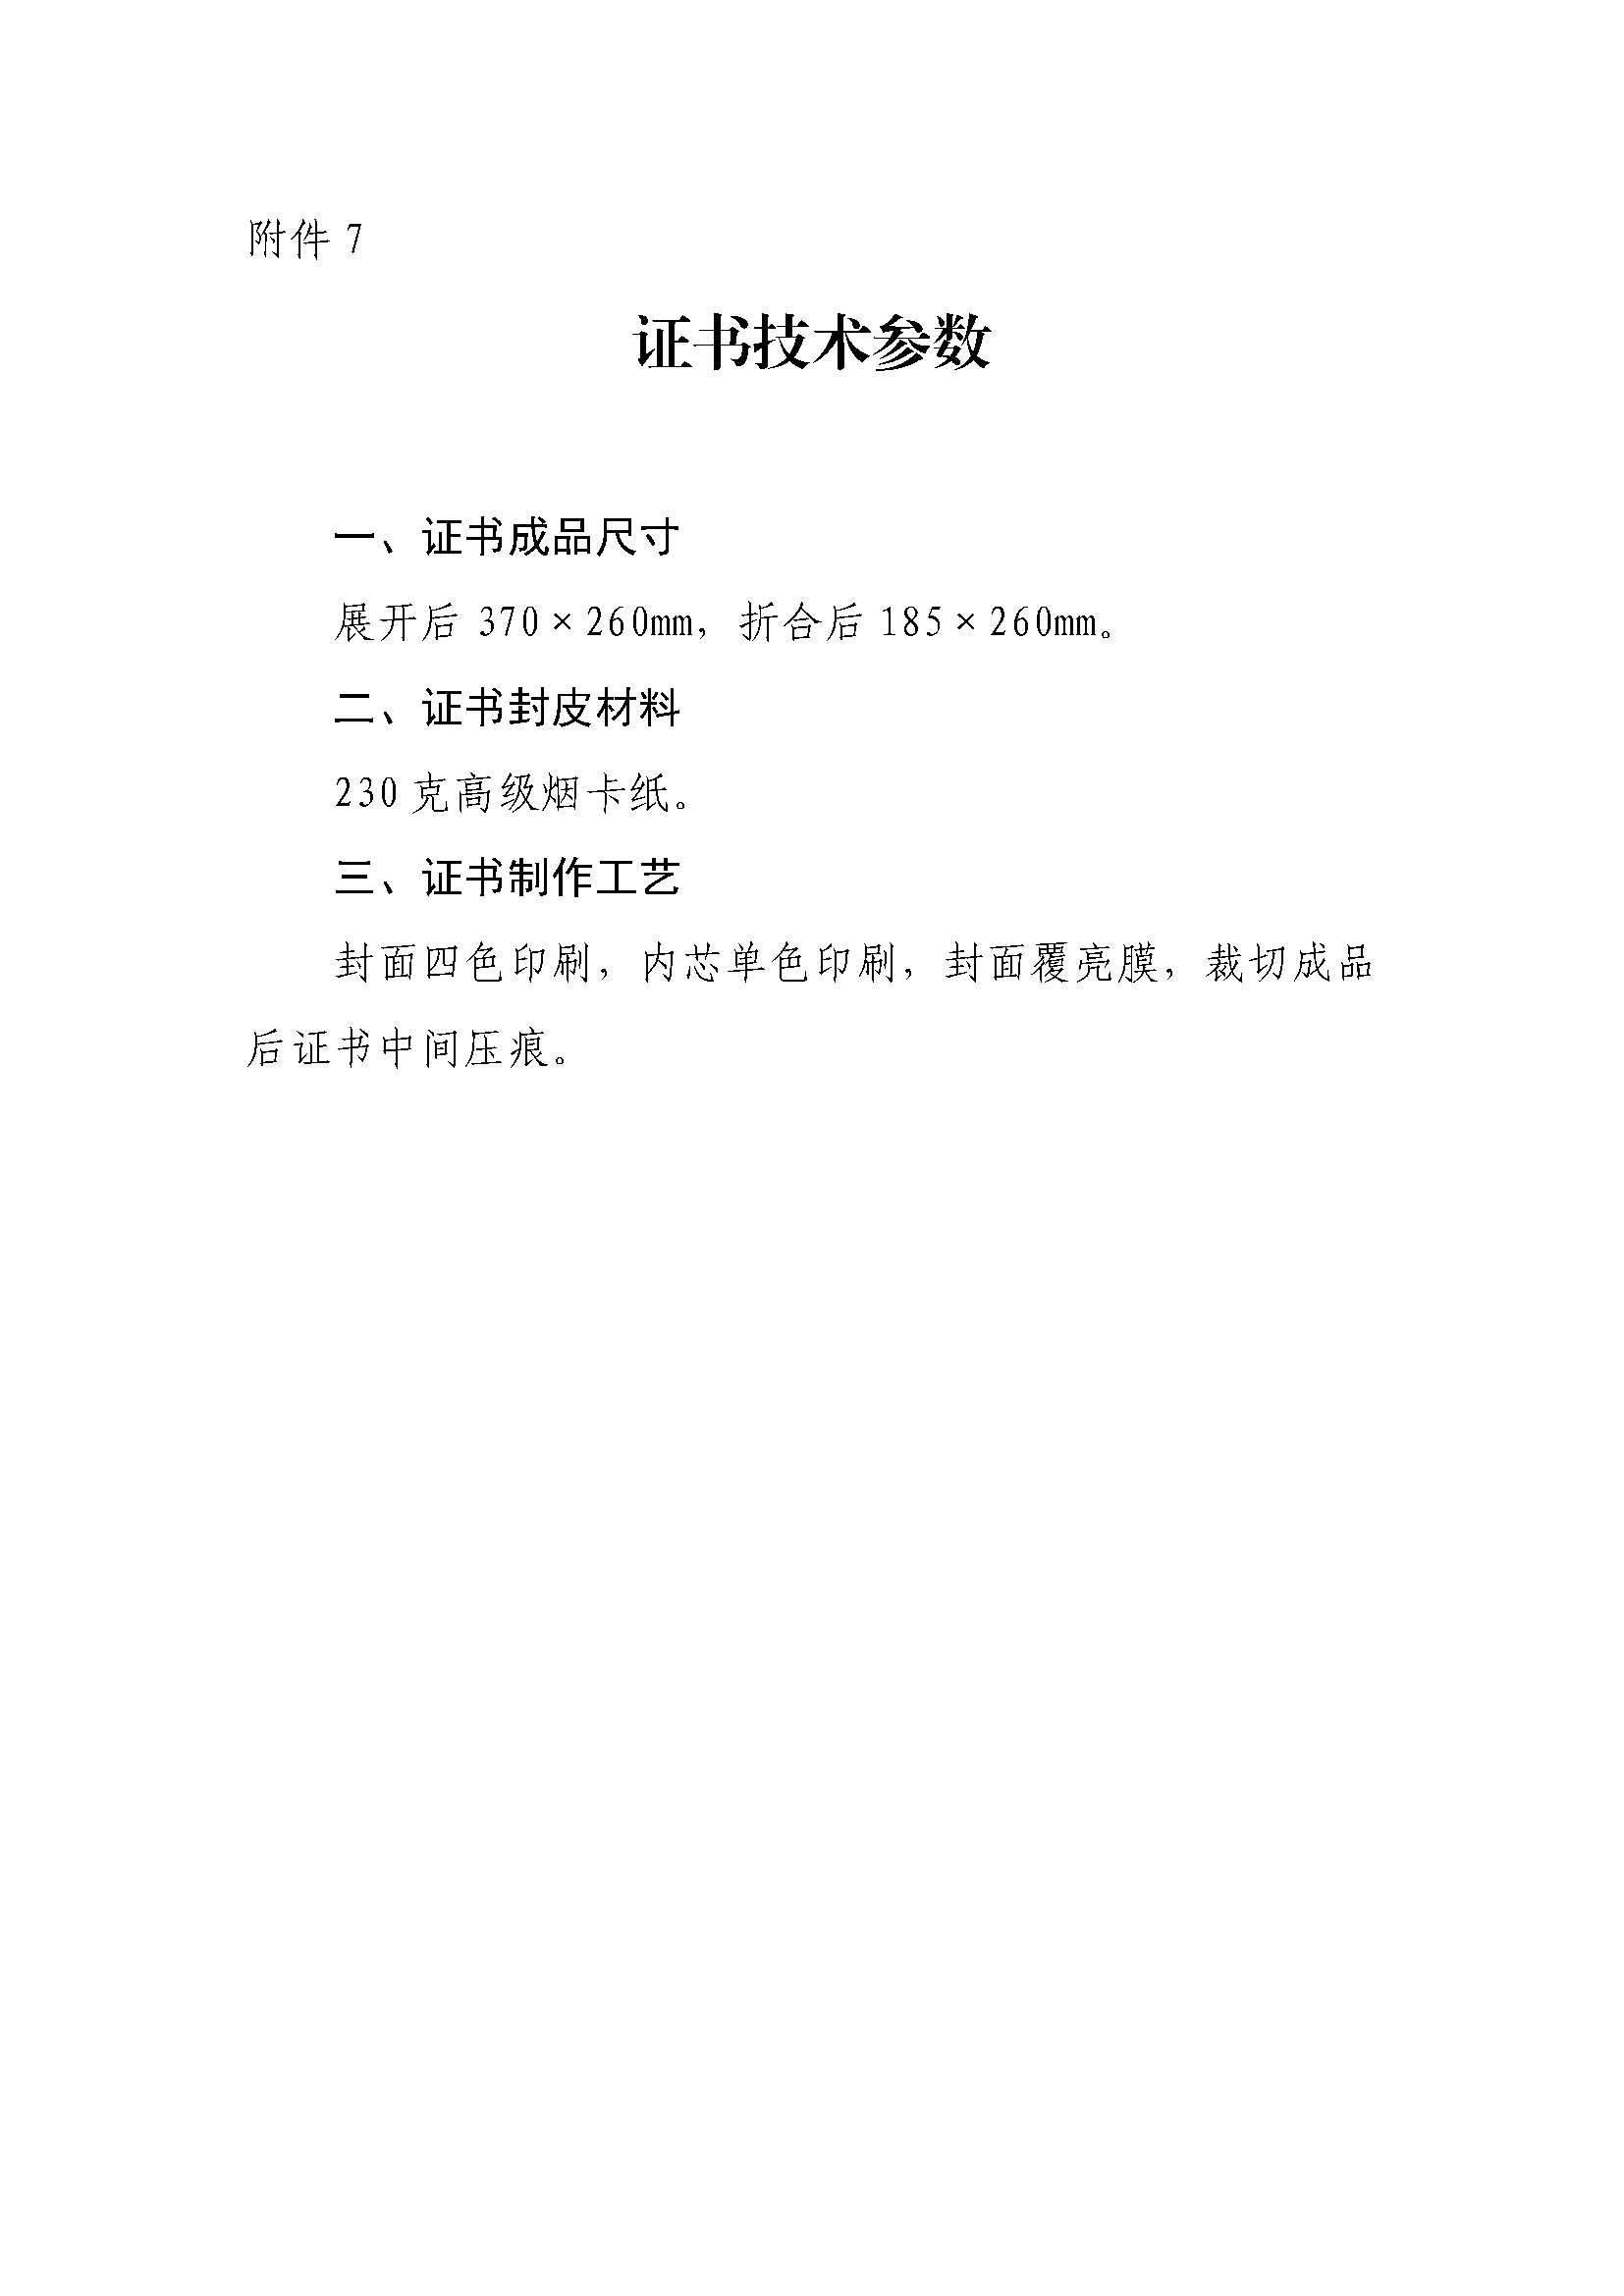 附件 7
证书技术参数
一、证书成品尺寸
展开后 370×260mm，折合后 185×260mm。
二、证书封皮材料
230 克高级烟卡纸。
三、证书制作工艺
封面四色印刷，内芯单色印刷，封面覆亮膜，裁切成品
后证书中间压痕。